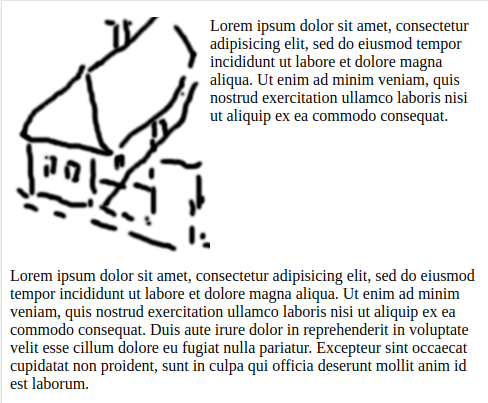 Lorem ipsum dolor sit amet, consectetur
adipisicing elit, sed do eiusmod tempor
incididunt ut labore et dolore magna
aliqua. Ut enim ad minim veniam, quis
nostrud exercitation ullamco laboris nisi
ut aliquip ex ea commodo consequat.
Lorem ipsum dolor sit amet, consectetur adipisicing elit, sed do eiusmod
tempor incididunt ut labore et dolore magna aliqua. Ut enim ad minim
veniam, quis nostrud exercitation ullamco laboris nisi ut aliquip ex ea
commodo consequat. Duis aute irure dolor in reprehenderit in voluptate
velit esse cillum dolore eu fugiat nulla pariatur. Excepteur sint occaecat
cupidatat non proident, sunt in culpa qui officia deserunt mollit anim id
est laborum.